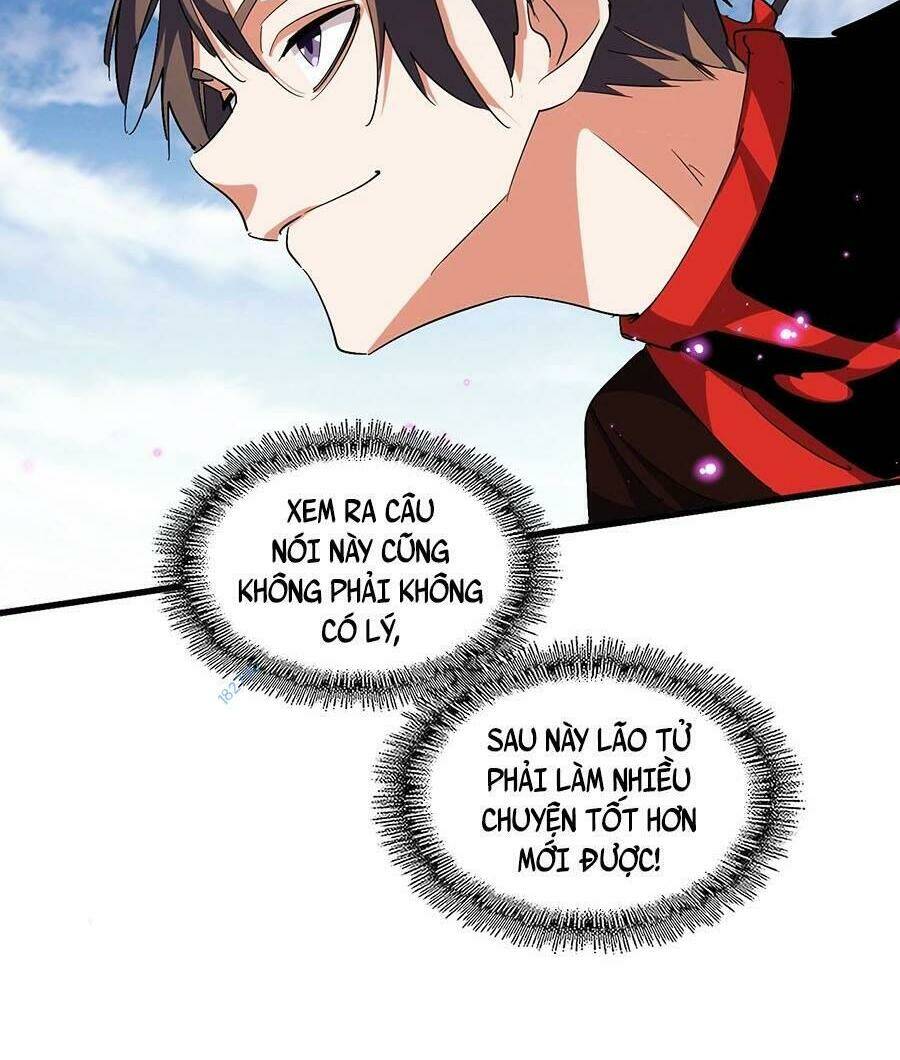 XEM RA CÂU
NÓI NÀY CŨNG
KHÔNG PHẢI KHÔNG
CÓ LÝ,
SAU NÀY LÃO TỬ
PHẢI LÀM NHIỀU
CHUYỆN TỐT HƠN
MỚI ĐƯỢC!